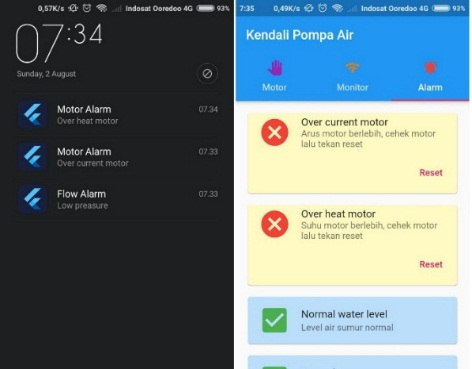 0,57K/s Indosat Ooredoo 4G 93%
07:34
Sunday, 2 August
Motor Alarm 07.34
Over heat motor
Motor Alarm 07.33
Over current motor
Flow Alarm 07.33
Low preasure
7:35 0,49K/s Indosat Ooredoo 4G 93%
Kendali Pompa Air
Motor Monitor Alarm
Over current motor
Arus motor berlebih, cehek motor
lalu tekan reset
Reset
Over heat motor
Suhu motor berlebih, cehek motor
lalu tekan reset
Reset
Normal water level
Level air sumur normal